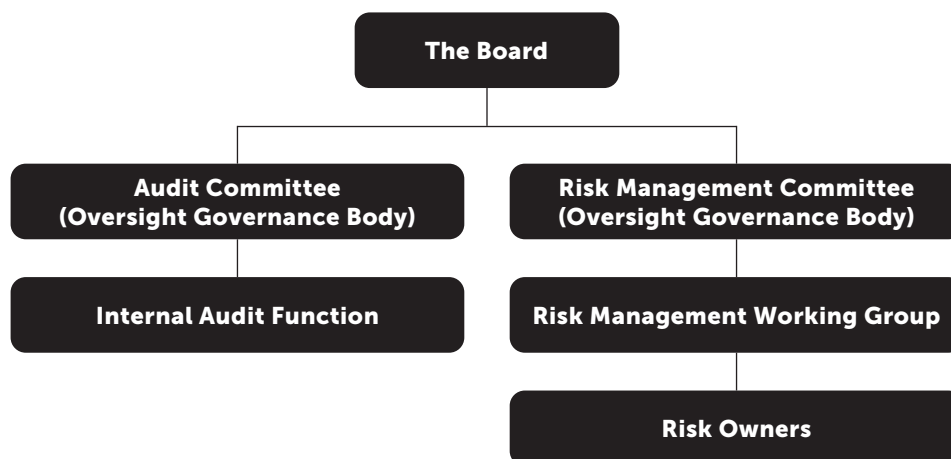 The Board
Audit Committee
(Oversight Governance Body)
Risk Management Committee
(Oversight Governance Body)
Internal Audit Function
Risk Management Working Group
Risk Owners